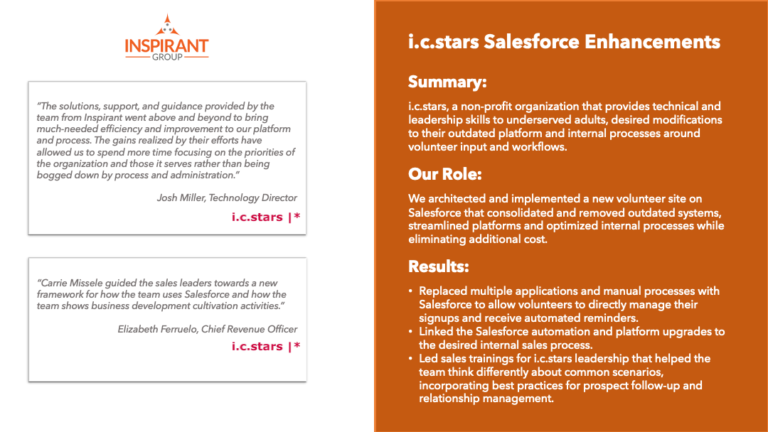 INSPIRANT
GROUP
"The solutions, support, and guidance provided by the
team from Inspirant went above and beyond to bring
much-needed efficiency and improvement to our platform
and process. The gains realized by their efforts have
allowed us to spend more time focusing on the priorities of
the organization and those it serves rather than being
bogged down by process and administration."
Josh Miller, Technology Director
i.c.stars |*
"Carrie Missele guided the sales leaders towards a new
framework for how the team uses Salesforce and how the
team shows business development cultivation activities."
Elizabeth Ferruelo, Chief Revenue Officer
i.c.stars |*
i.c.stars Salesforce Enhancements
Summary:
i.c.stars, a non-profit organization that provides technical and
leadership skills to underserved adults, desired modifications
to their outdated platform and internal processes around
volunteer input and workflows.
Our Role:
We architected and implemented a new volunteer site on
Salesforce that consolidated and removed outdated systems,
streamlined platforms and optimized internal processes while
eliminating additional cost.
Results:
• Replaced multiple applications and manual processes with
Salesforce to allow volunteers to directly manage their
signups and receive automated reminders.
• Linked the Salesforce automation and platform upgrades to
the desired internal sales process.
• Led sales trainings for i.c.stars leadership that helped the
team think differently about common scenarios,
incorporating best practices for prospect follow-up and
relationship management.